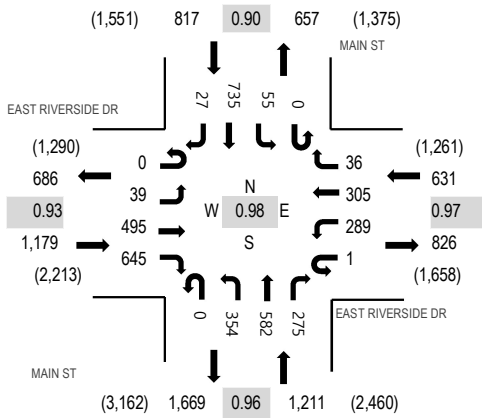 (1,551) 817 0.90 657 (1,375)
MAIN ST
27 735 55 0
EAST RIVERSIDE DR
(1,290) (1,261)
0 36
686 631
39 N 305
0.93 W 0.98 E 0.97
495 S 289
1,179 826
645 1
(2,213) (1,658)
0 354 582 275
EAST RIVERSIDE DR
MAIN ST
(3,162) 1,669 0.96 1,211 (2,460)